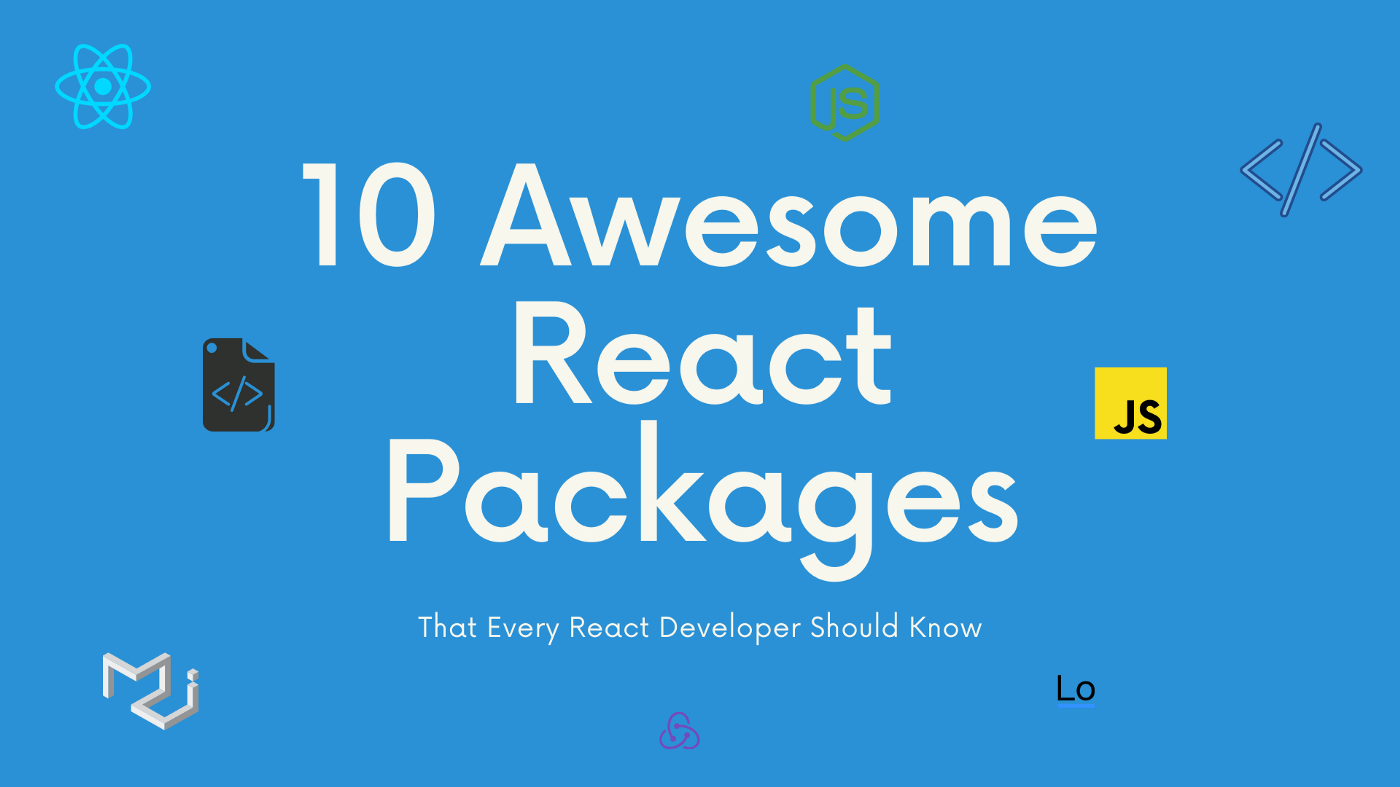 JS
</>
10 Awesome
React
Packages
</>
JS
That Every React Developer Should Know
Lo